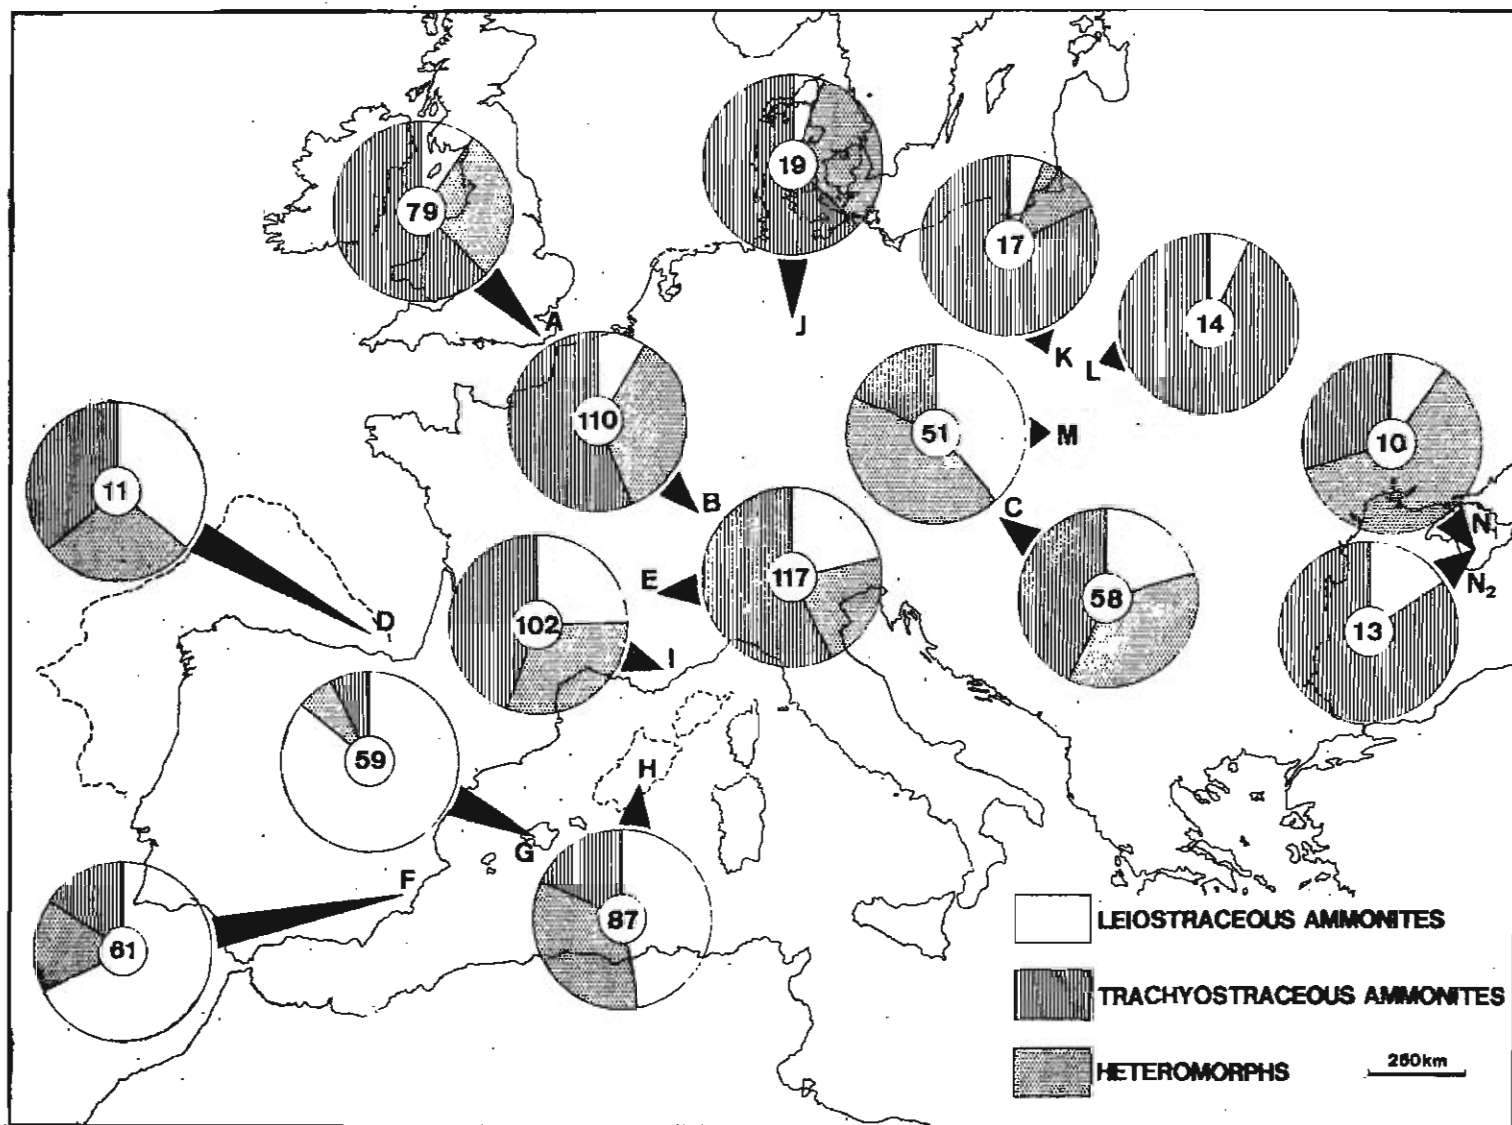 19
79
17
14
A
J
K
L
110
51
M
10
11
B
C
N
E
117
58
N2
D
102
I
13
59
H
G
F
87
61
LEIOSTRACEOUS AMMONITES
TRACHYOSTRACEOUS AMMONITES
HETEROMORPHS
250km